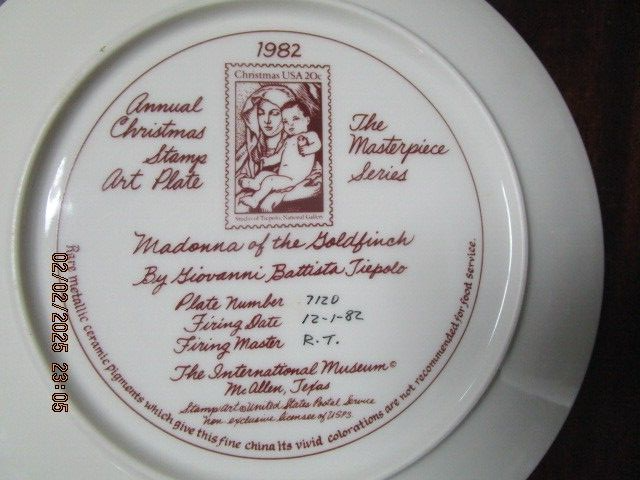 1982
Christmas USA 20c
Annual
Christmas
Stamp
Art Plate
The
Masterpiece
Series
Madonna of the Goldfinch
By Giovanni Battista Tiepolo
Plate Number 7120
Firing Date 12-1-82
Firing Master R.T.
The International Museum©
McAllen, Texas
Stamp Art © United States Postal Service
non exclusive licensee of USPS
Rare metallic ceramic pigments which give this fine china its vivid colorations are not recommended for food service.
02/02/2025 23:05